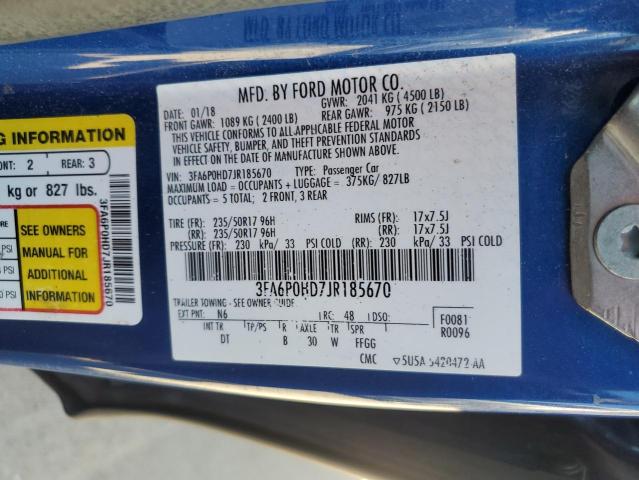 MFD. BY FORD MOTOR CO.
DATE: 01/18 GVWR: 2041 KG ( 4500 LB)
FRONT GAWR: 1089 KG ( 2400 LB) REAR GAWR: 975 KG ( 2150 LB)
THIS VEHICLE CONFORMS TO ALL APPLICABLE FEDERAL MOTOR
VEHICLE SAFETY, BUMPER, AND THEFT PREVENTION STANDARDS
IN EFFECT ON THE DATE OF MANUFACTURE SHOWN ABOVE.
VIN: 3FA6P0HD7JR185670 TYPE: Passenger Car
MAXIMUM LOAD = OCCUPANTS + LUGGAGE = 375KG/827LB
OCCUPANTS = 5 TOTAL; 2 FRONT, 3 REAR
TIRE (FR): 235/50R17 96H RIMS (FR): 17x7.5J
(RR): 235/50R17 96H (RR): 17x7.5J
PRESSURE (FR): 230 kPa/ 33 PSI COLD (RR): 230 kPa/ 33 PSI COLD
3FA6P0HD7JR185670
TRAILER TOWING - SEE OWNER GUIDE
EXT PNT: N6 RC: 48 DSO: F0081
INT TR TP/PS R AXLE TR SPR R0096
DT B 30 W FFGG
CMC 5U5A
G INFORMATION
ONT: 2 REAR: 3
kg or 827 lbs.
SEE OWNERS
MANUAL FOR
ADDITIONAL
INFORMATION
PSI
3FA6P0HD7JR185670